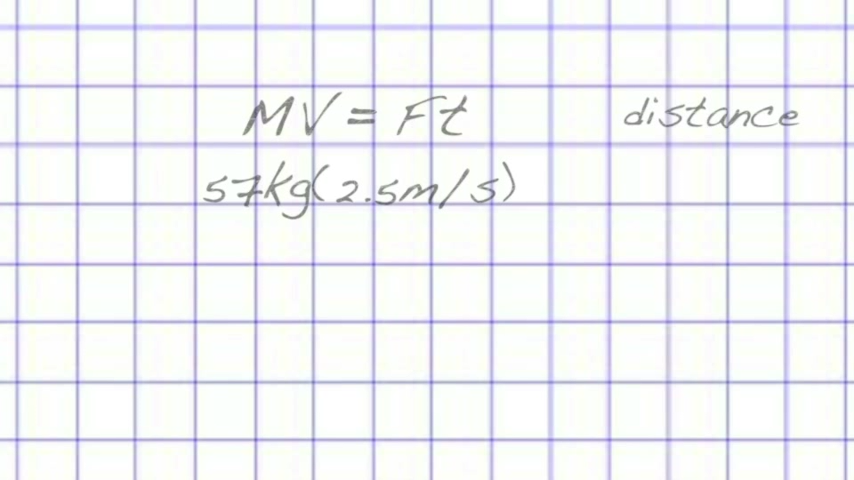 MV = Ft distance
57kg(2.5m/s)